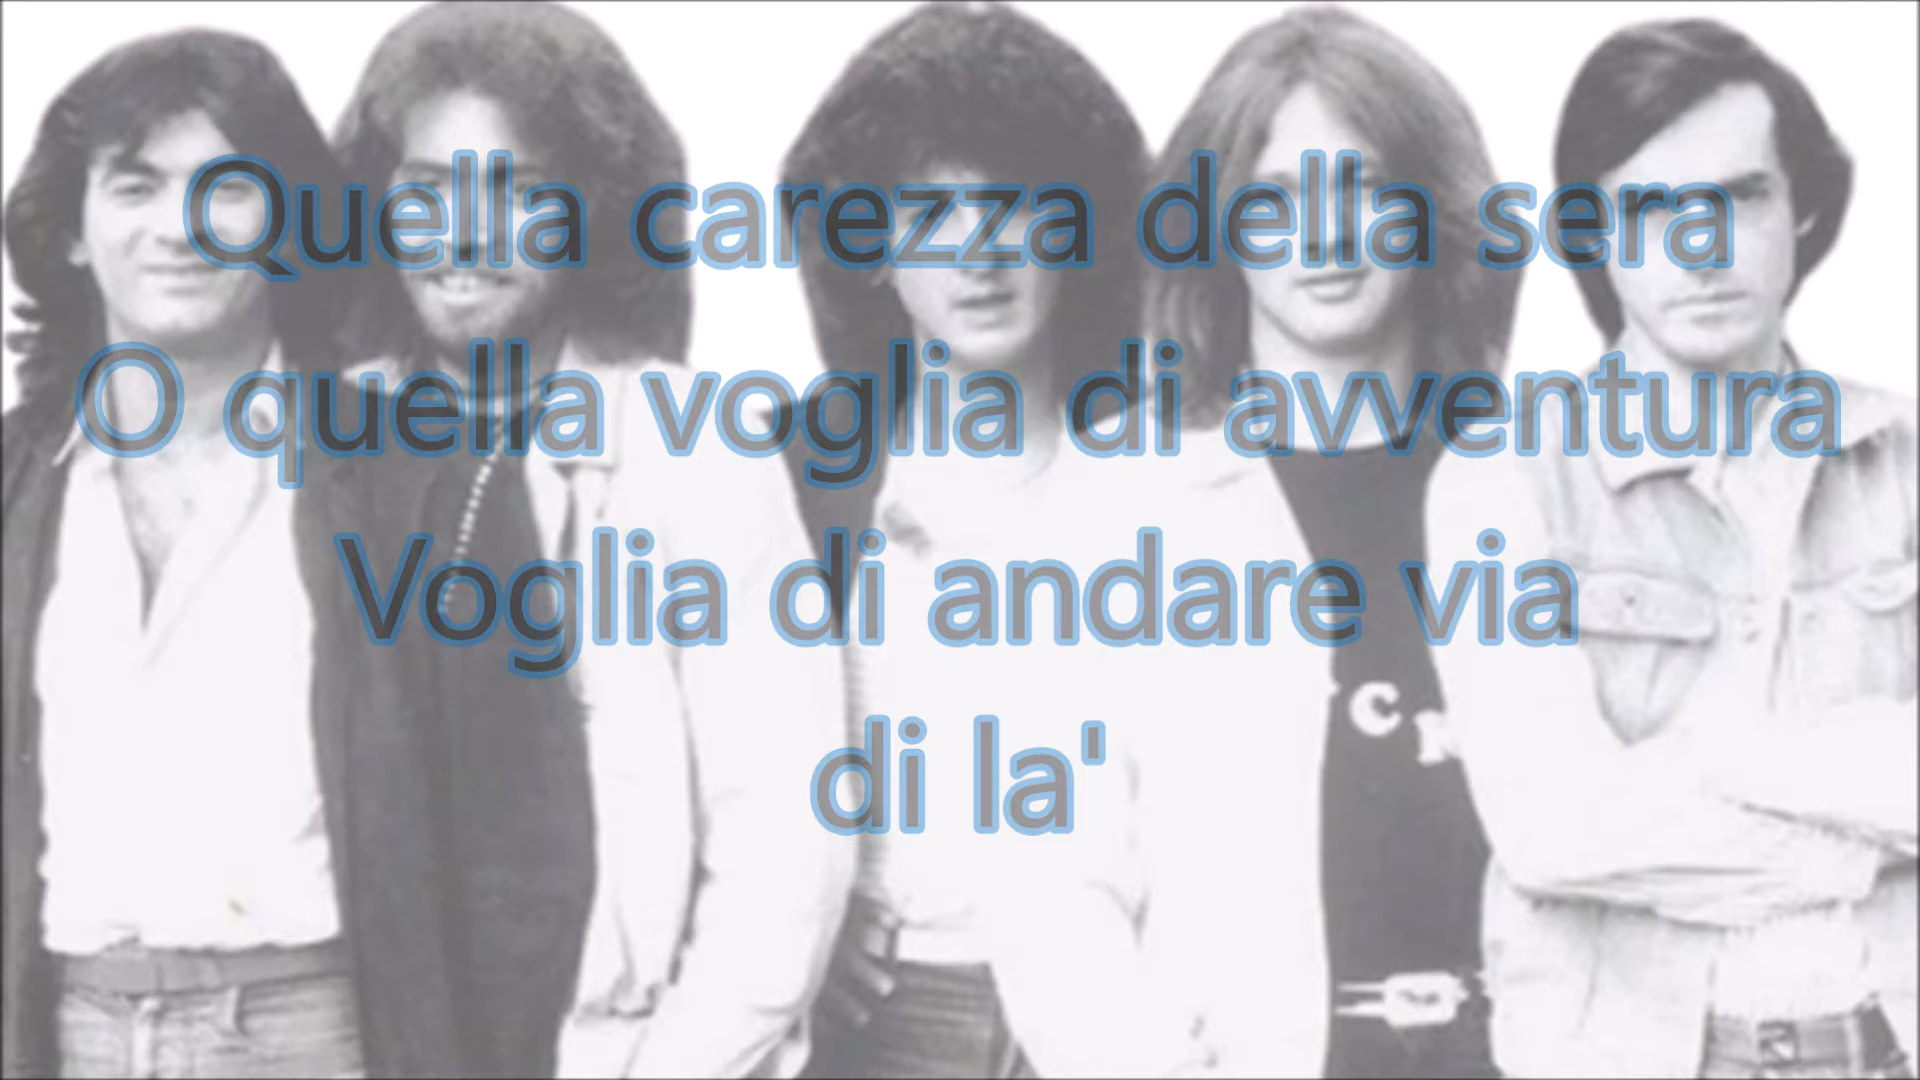 Quella carezza della sera
O quella voglia di avventura
Voglia di andare via
di la'